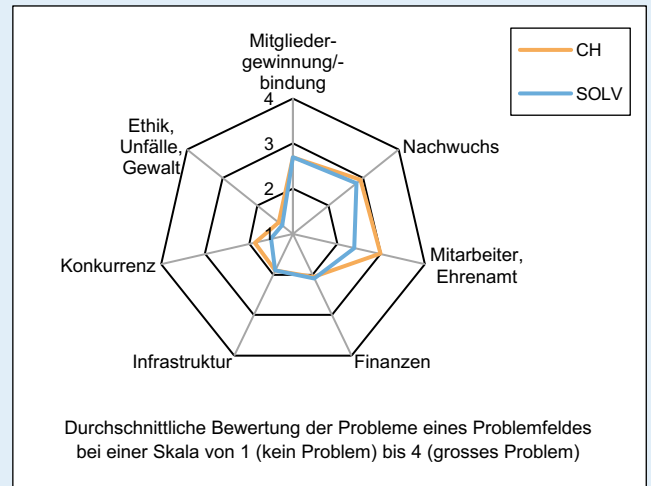 Mitglieder-
gewinnung/-
bindung
CH
SOLV
4
3
2
1
Ethik,
Unfälle,
Gewalt
Nachwuchs
Konkurrenz
Mitarbeiter,
Ehrenamt
Infrastruktur
Finanzen
Durchschnittliche Bewertung der Probleme eines Problemfeldes
bei einer Skala von 1 (kein Problem) bis 4 (grosses Problem)